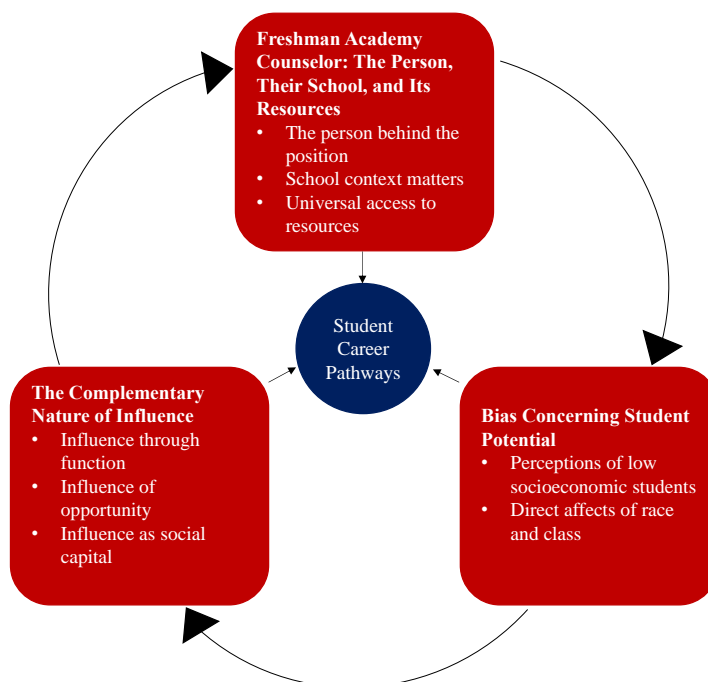 Freshman Academy
Counselor: The Person,
Their School, and Its
Resources
• The person behind the
position
• School context matters
• Universal access to
resources
Student
Career
Pathways
The Complementary
Nature of Influence
• Influence through
function
• Influence of
opportunity
• Influence as social
capital
Bias Concerning Student
Potential
• Perceptions of low
socioeconomic students
• Direct affects of race
and class